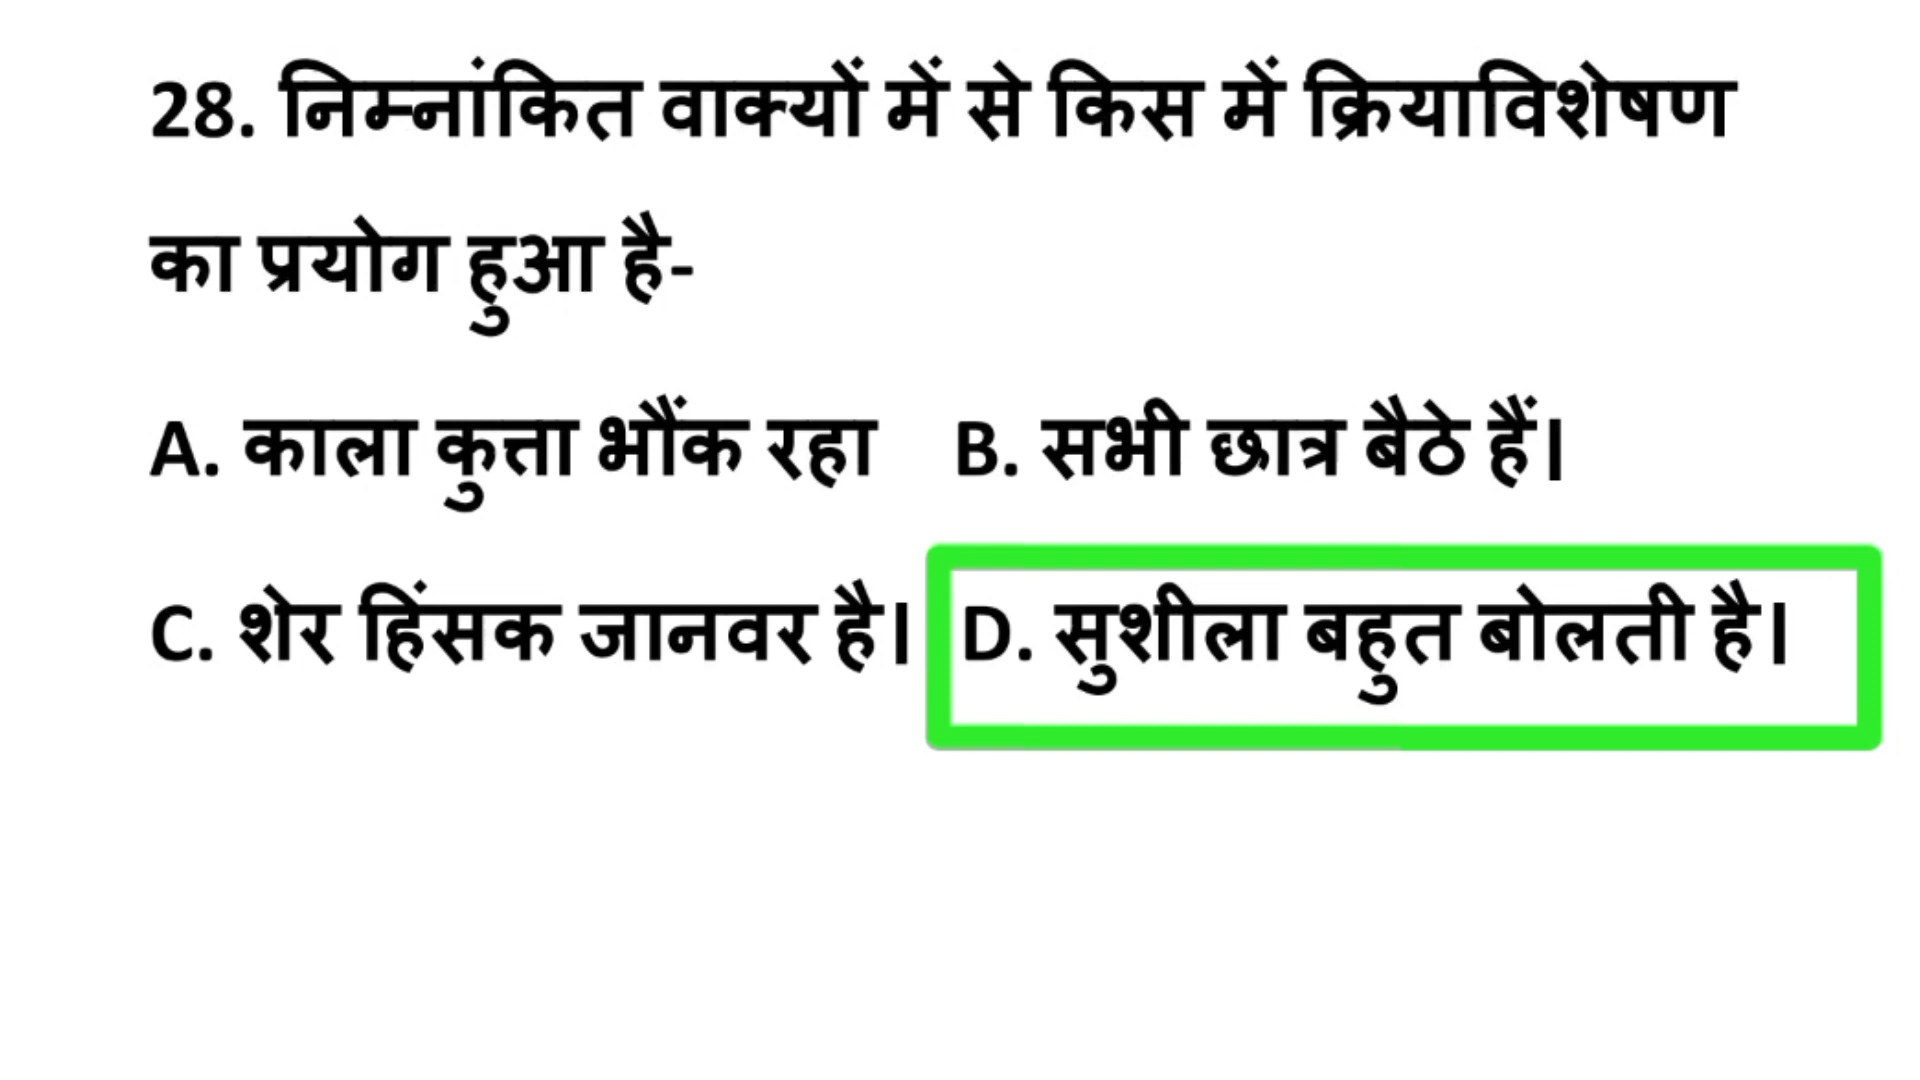 28. निम्नांकित वाक्यों में से किस में क्रियाविशेषण
का प्रयोग हुआ है-
A. काला कुत्ता भौंक रहा B. सभी छात्र बैठे हैं।
C. शेर हिंसक जानवर है। D. सुशीला बहुत बोलती है।